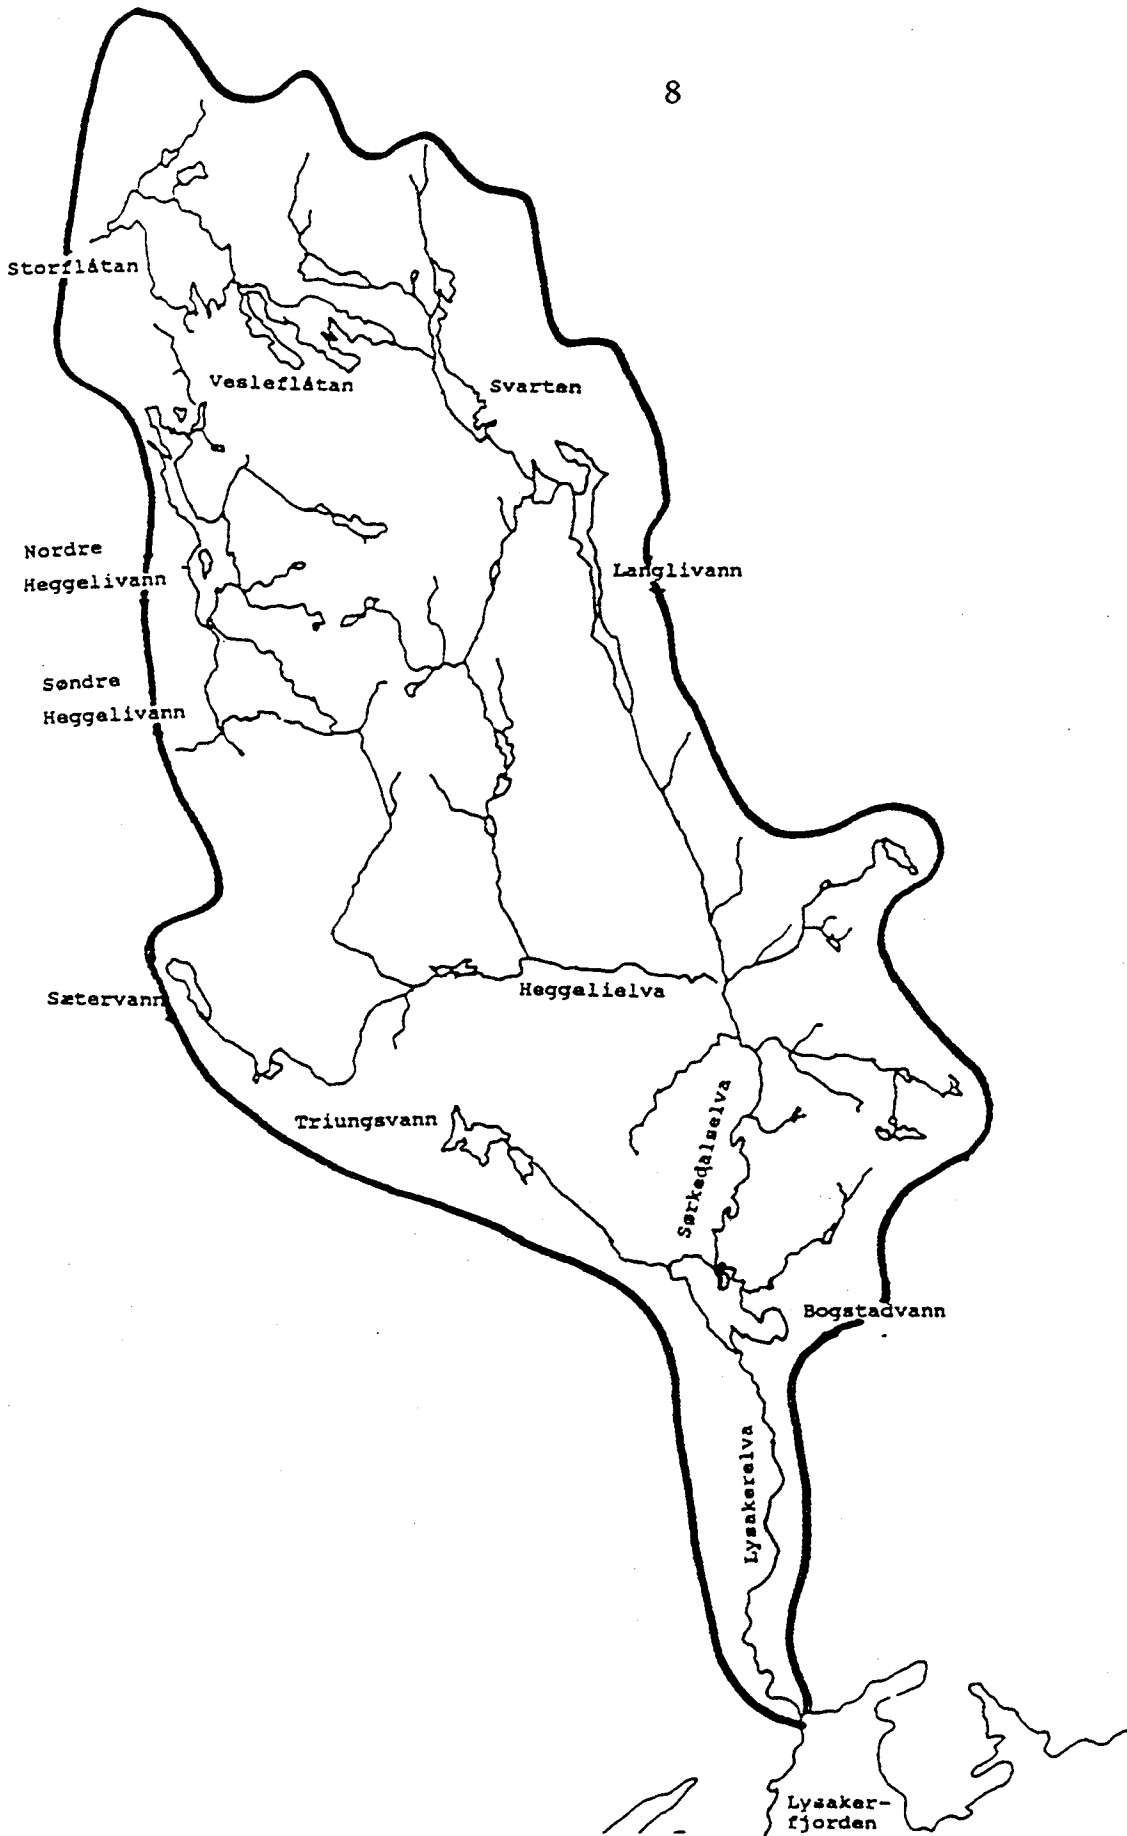 8
Storflåtan
Vesleflåtan
Svarten
Nordre
Heggelivann
Langlivann
Søndre
Heggelivann
Sætervann
Heggelielva
Triungsvann
Sørkedalselva
Bogstadvann
Lysakerelva
Lysaker-
fjorden